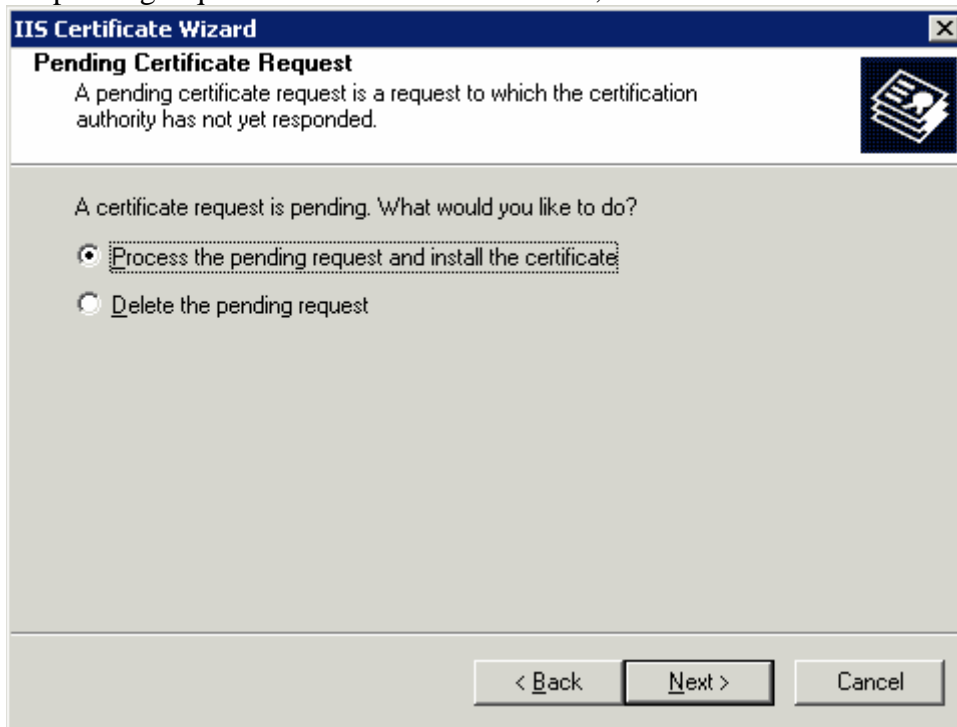 IIS Certificate Wizard
Pending Certificate Request
A pending certificate request is a request to which the certification
authority has not yet responded.
A certificate request is pending. What would you like to do?
Process the pending request and install the certificate
Delete the pending request
< Back
Next >
Cancel